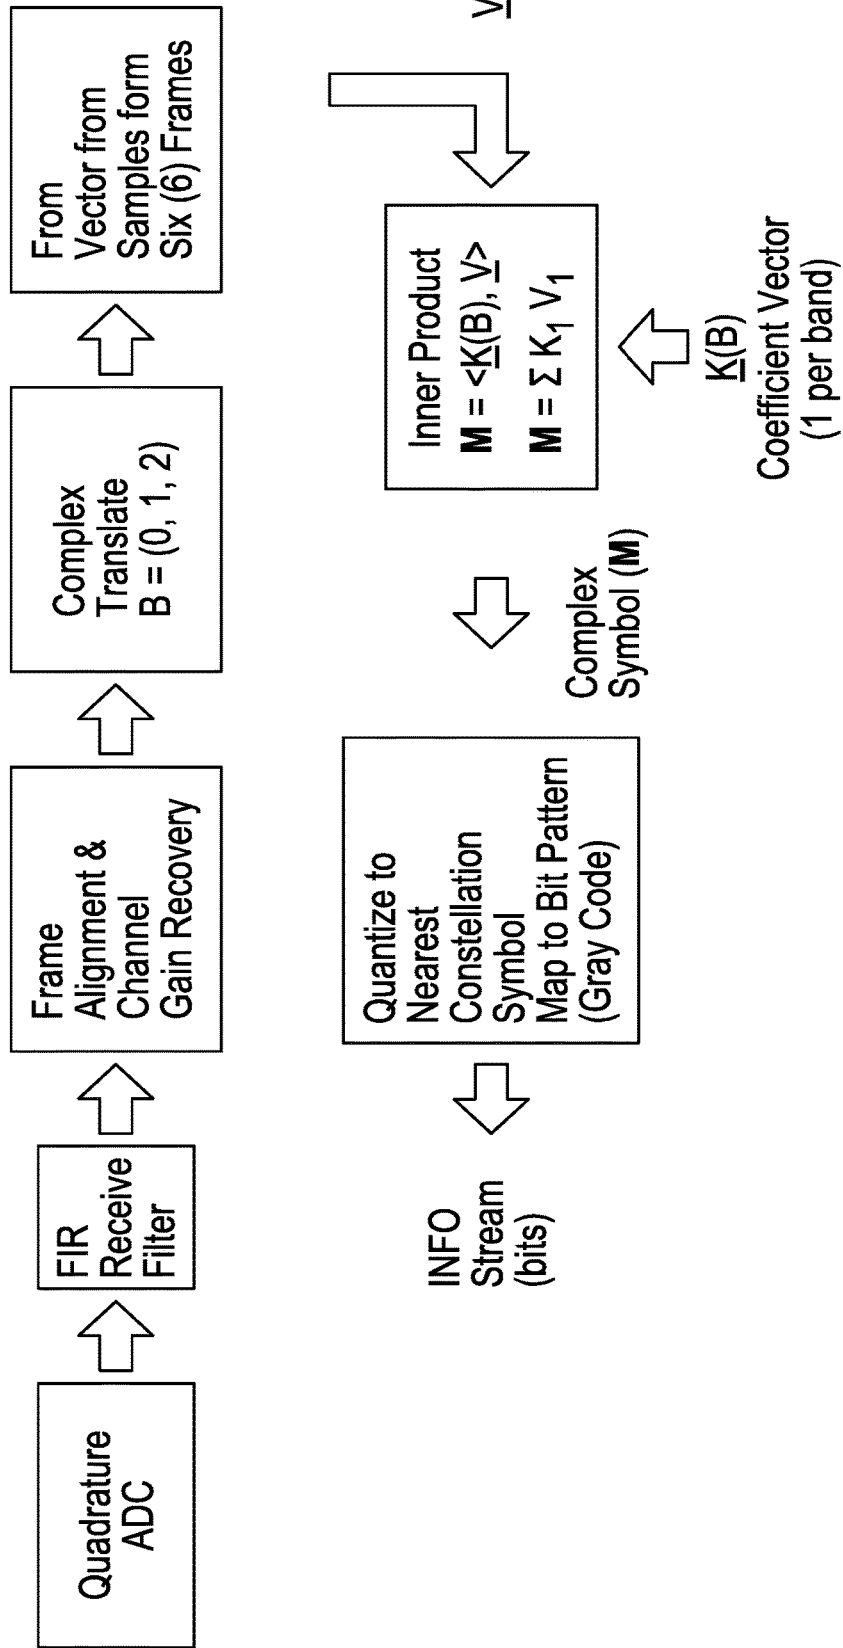 Quadrature
ADC
FIR
Receive
Filter
Frame
Alignment &
Channel
Gain Recovery
Complex
Translate
B = (0, 1, 2)
From
Vector from
Samples form
Six (6) Frames
V
Inner Product
M = <K(B), V>
M = Σ K₁ V₁
K(B)
Coefficient Vector
(1 per band)
Complex
Symbol (M)
Quantize to
Nearest
Constellation
Symbol
Map to Bit Pattern
(Gray Code)
INFO
Stream
(bits)